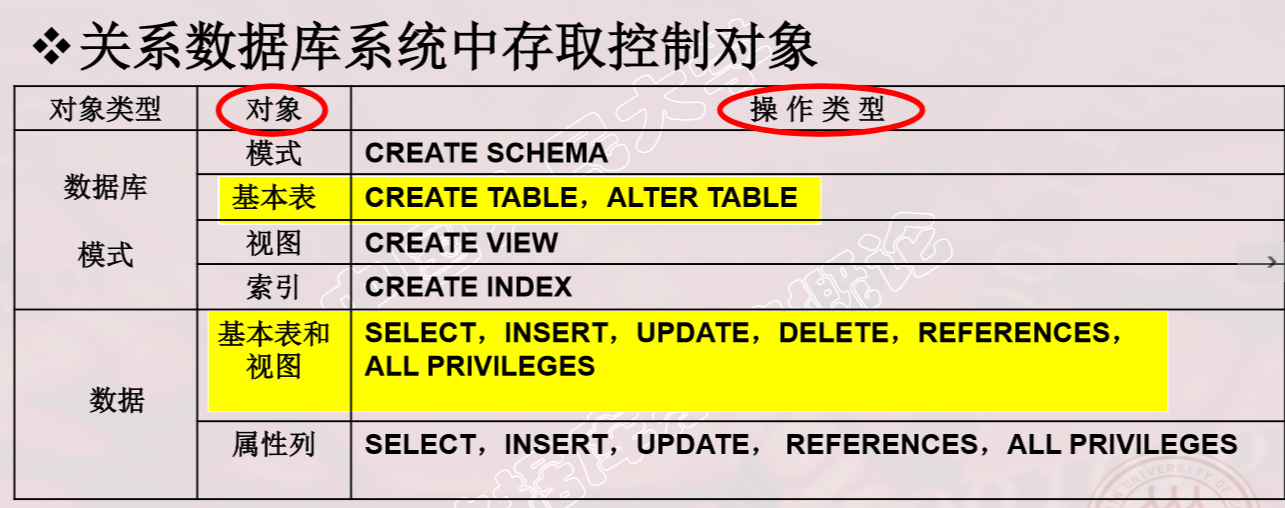 ❖关系数据库系统中存取控制对象
对象类型 对象 操 作 类 型
数据库
模式
模式 CREATE SCHEMA
基本表 CREATE TABLE，ALTER TABLE
视图 CREATE VIEW
索引 CREATE INDEX
数据
基本表和
视图
SELECT，INSERT，UPDATE，DELETE，REFERENCES，
ALL PRIVILEGES
属性列 SELECT，INSERT，UPDATE， REFERENCES，ALL PRIVILEGES